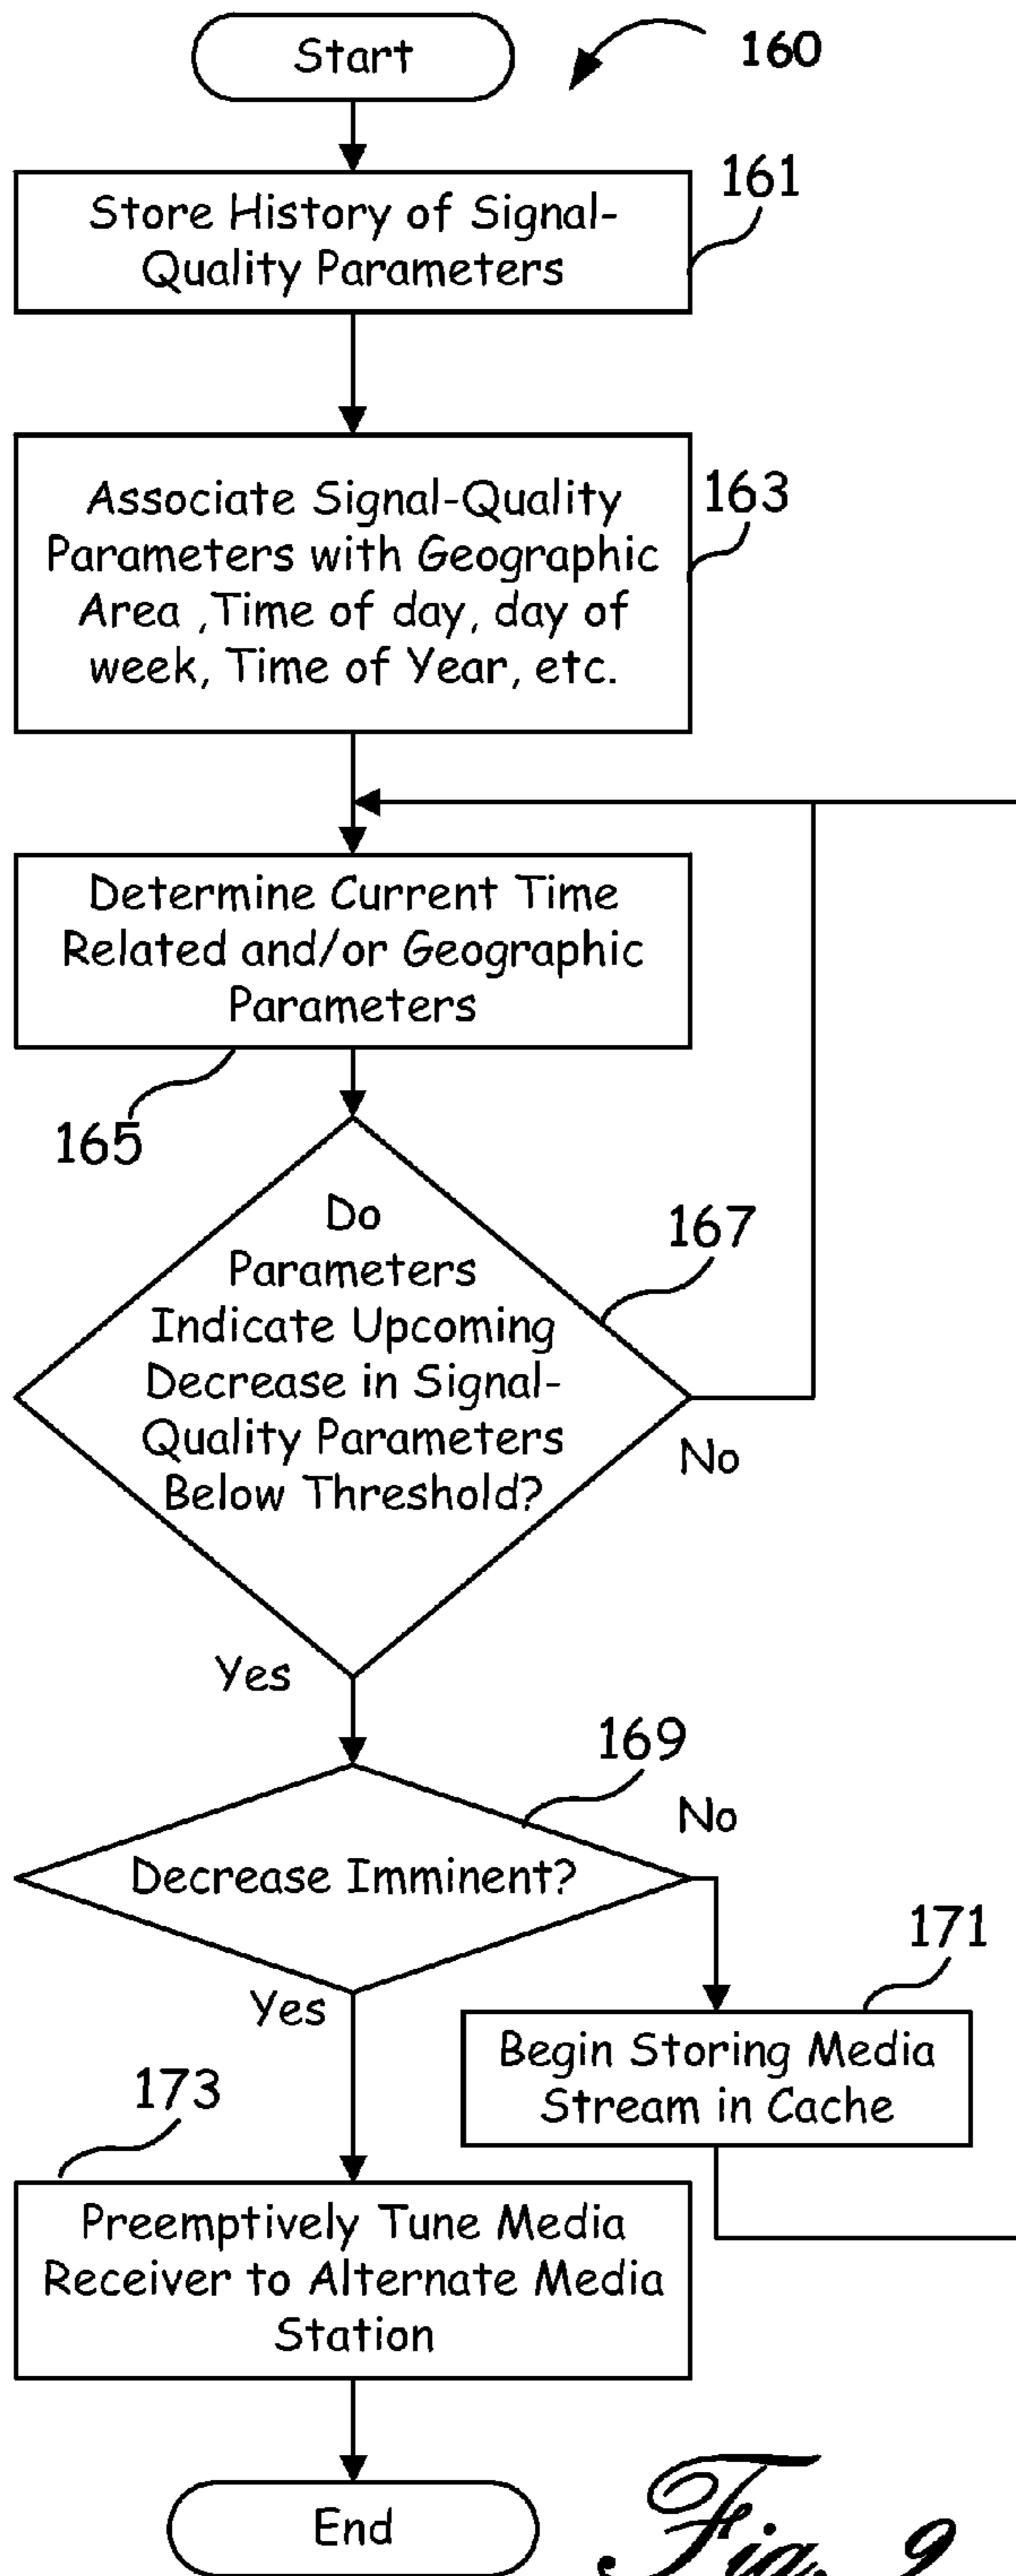 Start
160
Store History of Signal-
Quality Parameters
161
Associate Signal-Quality
Parameters with Geographic
Area ,Time of day, day of
week, Time of Year, etc.
163
Determine Current Time
Related and/or Geographic
Parameters
165
Do
Parameters
Indicate Upcoming
Decrease in Signal-
Quality Parameters
Below Threshold?
167
No
Yes
169
No
Decrease Imminent?
171
Yes
Begin Storing Media
Stream in Cache
173
Preemptively Tune Media
Receiver to Alternate Media
Station
End
Fig. 9